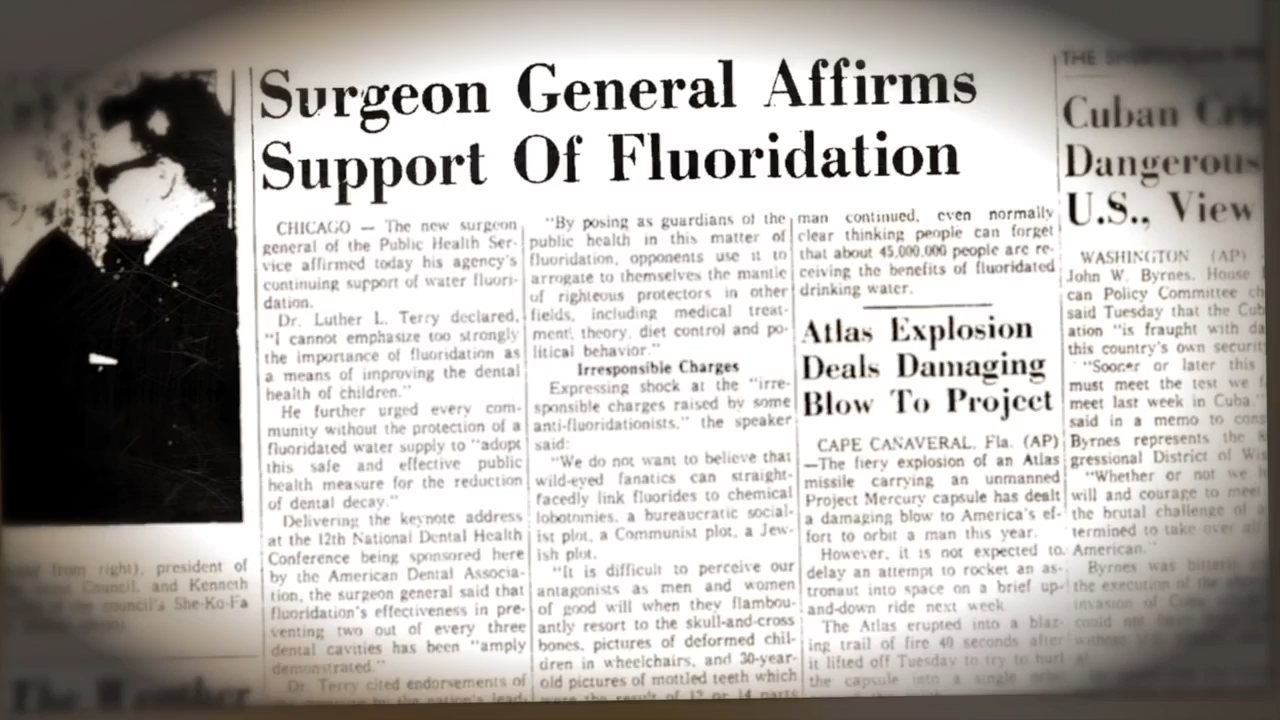 Surgeon General Affirms
Support Of Fluoridation
CHICAGO — The new surgeon
general of the Public Health Ser-
vice affirmed today his agency's
continuing support of water fluori-
dation.
Dr. Luther L. Terry declared,
"I cannot emphasize too strongly
the importance of fluoridation as
a means of improving the dental
health of children."
He further urged every com-
munity without the protection of a
fluoridated water supply to "adopt
this safe and effective public
health measure for the reduction
of dental decay."
Delivering the keynote address
at the 12th National Dental Health
Conference being sponsored here
by the American Dental Associa-
tion, the surgeon general said that
fluoridation's effectiveness in pre-
venting two out of every three
dental cavities has been "amply
demonstrated."
Dr. Terry cited endorsements of
"By posing as guardians of the
public health in this matter of
fluoridation, opponents use it to
arrogate to themselves the mantle
of righteous protectors in other
fields, including medical treat-
ment, theory, diet control and po-
litical behavior."
Irresponsible Charges
Expressing shock at the "irre-
sponsible charges raised by some
anti-fluoridationists," the speaker
said:
"We do not want to believe that
wild-eyed fanatics can straight-
facedly link fluorides to chemical
lobotomies, a bureaucratic social-
ist plot, a Communist plot, a Jew-
ish plot.
"It is difficult to perceive our
antagonists as men and women
of good will when they flambou-
antly resort to the skull-and-cross
bones, pictures of deformed chil-
dren in wheelchairs, and 30-year-
old pictures of mottled teeth which
were the result of 12 or 14 parts
man continued, even normally
clear thinking people can forget
that about 45,000,000 people are re-
ceiving the benefits of fluoridated
drinking water.
Atlas Explosion
Deals Damaging
Blow To Project
CAPE CANAVERAL, Fla. (AP)
—The fiery explosion of an Atlas
missile carrying an unmanned
Project Mercury capsule has dealt
a damaging blow to America's ef-
fort to orbit a man this year.
However, it is not expected to
delay an attempt to rocket an as-
tronaut into space on a brief up-
and-down ride next week.
The Atlas erupted into a blaz-
ing trail of fire 40 seconds after
it lifted off Tuesday to try to hurl
the capsule into a single
THE
Cuban
Dangerous
U.S., View
WASHINGTON (AP)
John W. Byrnes, House
can Policy Committee
said Tuesday that the
ation "is fraught with
this country's own
"Sooner or later this
must meet the test we
meet last week in Cuba."
said in a memo to
Byrnes represents the
gressional District of
"Whether or not we
will and courage to meet
the brutal challenge of
termined to take over all
American."
Byrnes was
the execution of the
invasion of
could not
from right), president of
Council, and Kenneth
council's She-Ko-Fa
The Weather